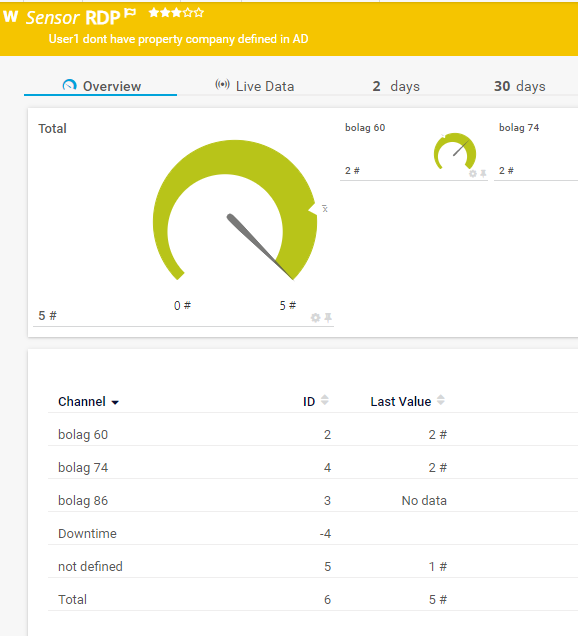 W Sensor RDP
User1 dont have property company defined in AD
Overview Live Data 2 days 30 days
Total
bolag 60
2 #
bolag 74
2 #
x̄
0 # 5 #
5 #
Channel ID Last Value
bolag 60 2 2 #
bolag 74 4 2 #
bolag 86 3 No data
Downtime -4
not defined 5 1 #
Total 6 5 #